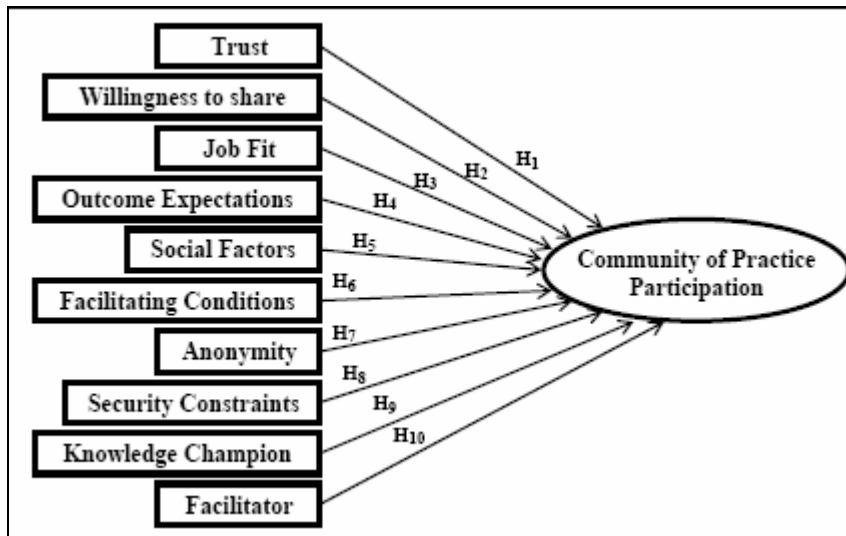 Trust
Willingness to share
Job Fit
Outcome Expectations
Social Factors
Facilitating Conditions
Anonymity
Security Constraints
Knowledge Champion
Facilitator
H1
H2
H3
H4
H5
H6
H7
H8
H9
H10
Community of Practice
Participation